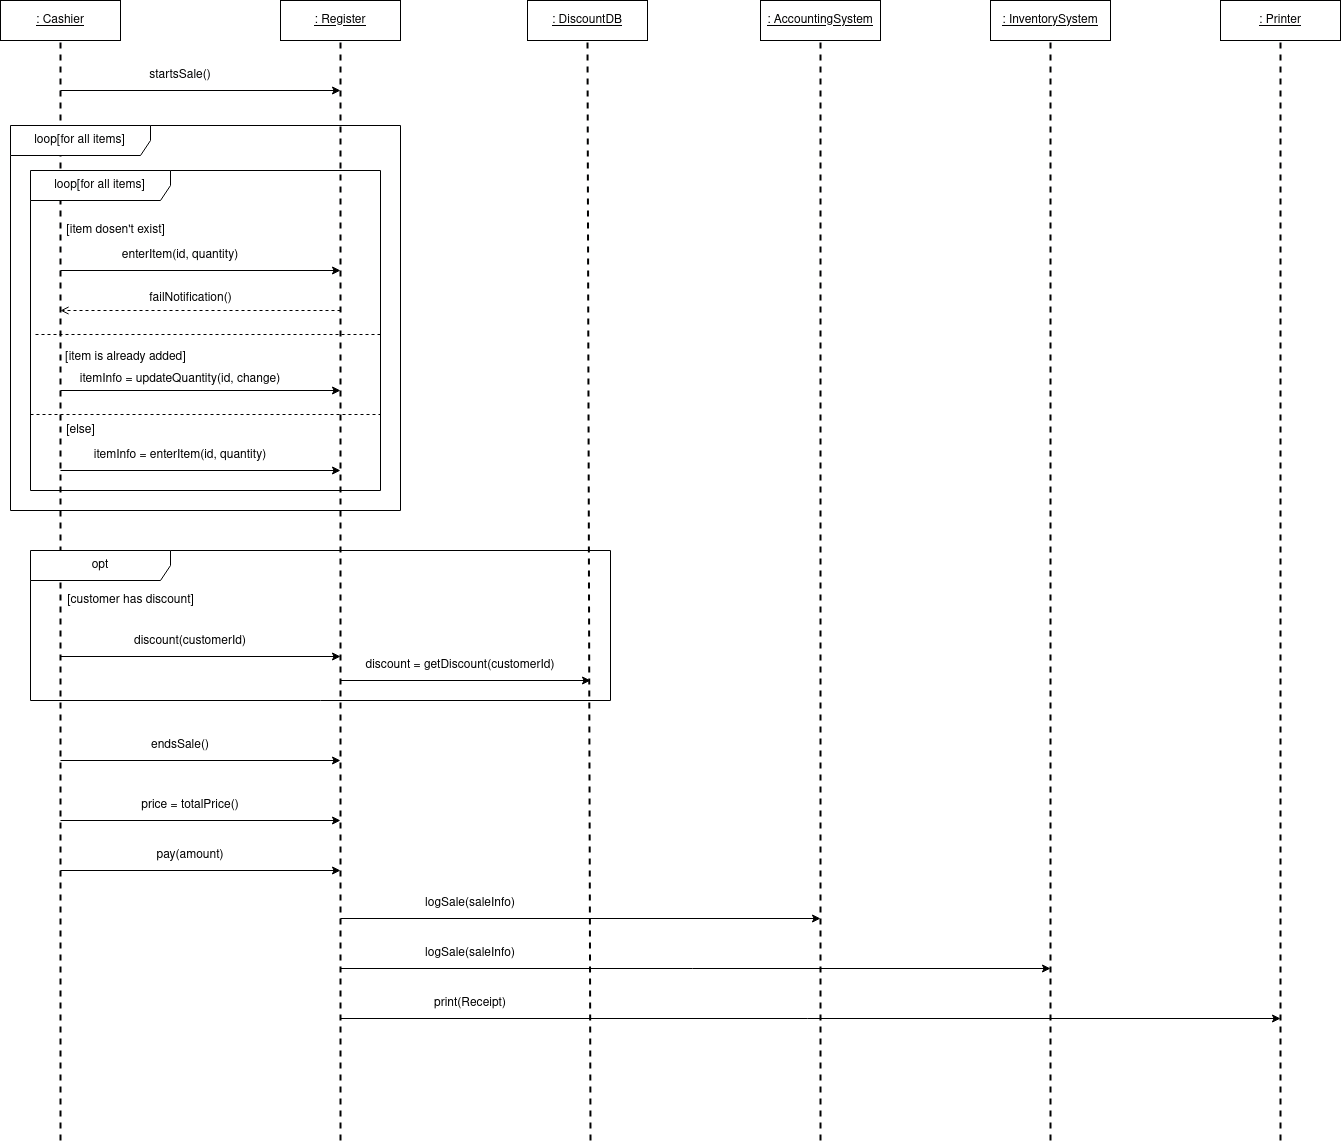 : Cashier
: Register
: DiscountDB
: AccountingSystem
: InventorySystem
: Printer
startsSale()
loop[for all items]
loop[for all items]
[item dosen't exist]
enterItem(id, quantity)
failNotification()
[item is already added]
itemInfo = updateQuantity(id, change)
[else]
itemInfo = enterItem(id, quantity)
opt
[customer has discount]
discount(customerId)
discount = getDiscount(customerId)
endsSale()
price = totalPrice()
pay(amount)
logSale(saleInfo)
logSale(saleInfo)
print(Receipt)